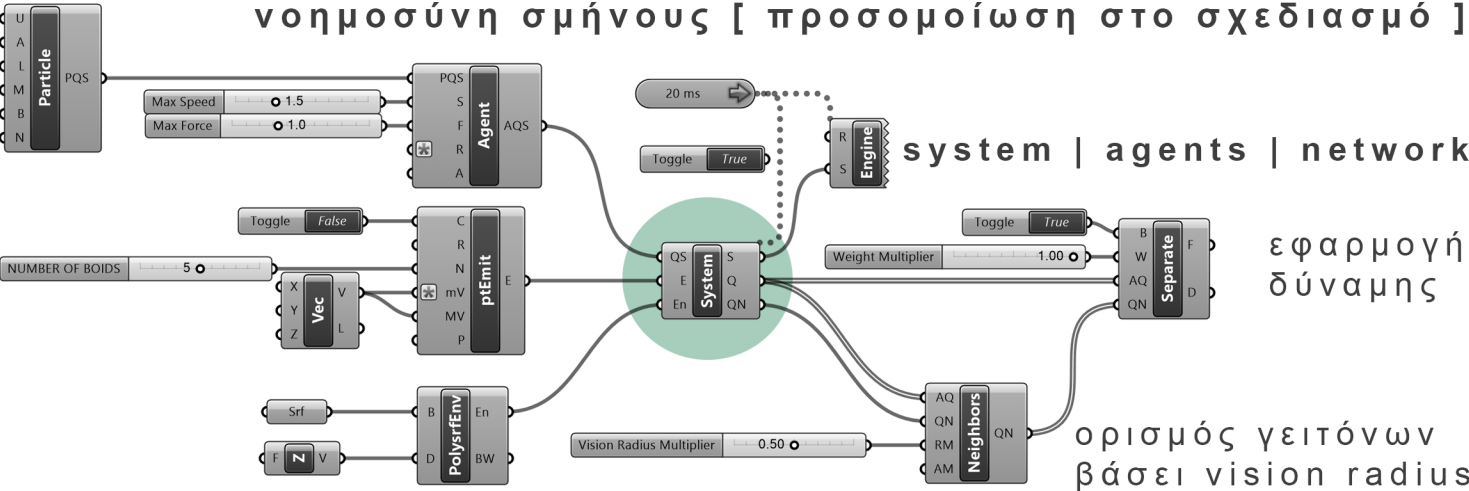 νοημοσύνη σμήνους [ προσομοίωση στο σχεδιασμό ]
U
A
L
M
B
N
Particle
PQS
Max Speed 1.5
Max Force 1.0
PQS
S
F
R
A
Agent
AQS
20 ms
Toggle True
R
S
Engine
system | agents | network
Toggle False
NUMBER OF BOIDS 5
X
Y
Z
Vec
V
L
C
R
N
mV
MV
P
ptEmit
E
QS
E
En
System
S
Q
QN
Toggle True
Weight Multiplier 1.00
B
W
AQ
QN
Separate
F
D
εφαρμογή
δύναμης
Srf
F Z V
B
D
PolysrfEnv
En
BW
Vision Radius Multiplier 0.50
AQ
QN
RM
AM
Neighbors
QN
ορισμός γειτόνων
βάσει vision radius